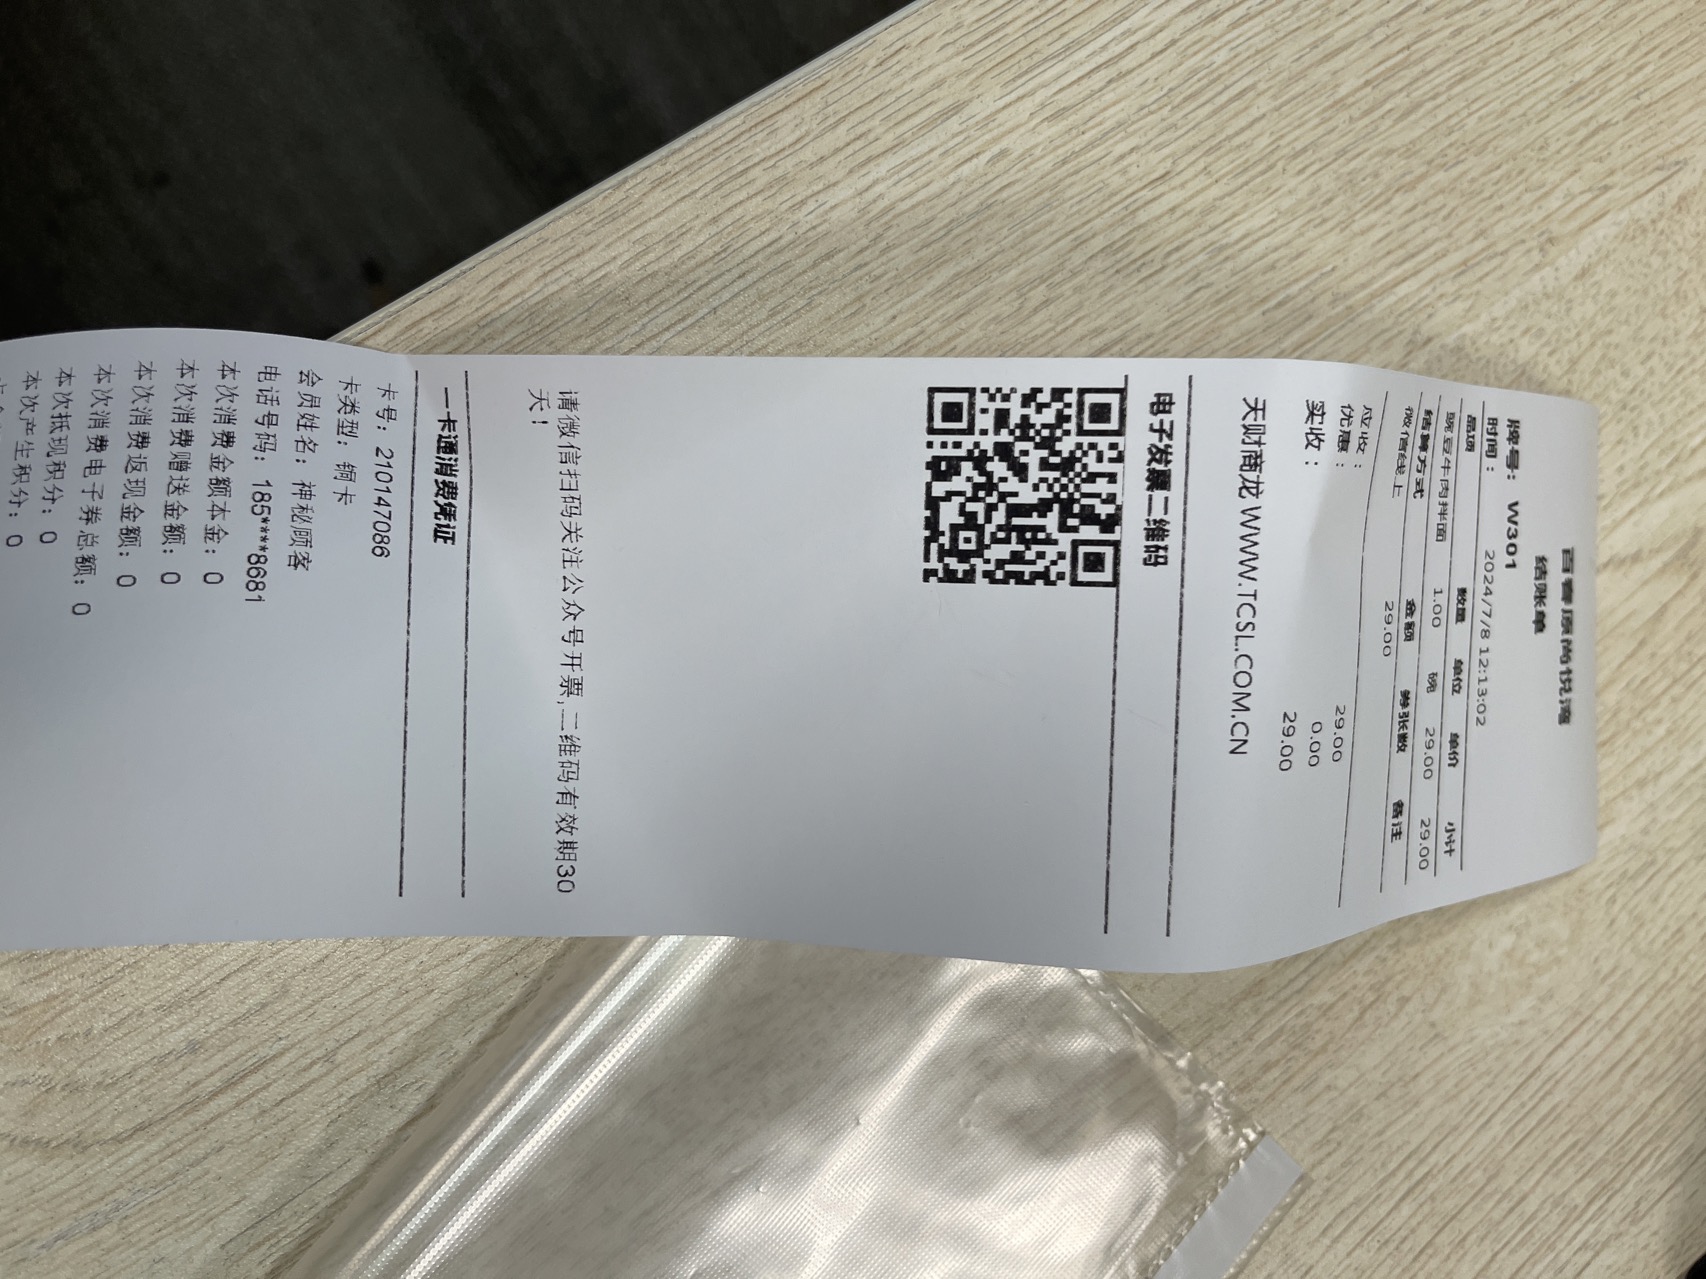 百春原尚悦湾
结账单
牌号： W301
时间： 2024/7/8 12:13:02
品项 数量 单位 单价 小计
豌豆牛肉拌面 1.00 碗 29.00 29.00
结算方式 金额 券张数 备注
微信线上 29.00
应收： 29.00
优惠： 0.00
实收： 29.00
天财商龙 WWW.TCSL.COM.CN
电子发票二维码
请微信扫码关注公众号开票,二维码有效期30
天!
一卡通消费凭证
卡号: 210147086
卡类型: 铜卡
会员姓名: 神秘顾客
电话号码: 185****8681
本次消费金额本金: 0
本次消费赠送金额: 0
本次消费返现金额: 0
本次消费电子券总额: 0
本次抵现积分: 0
本次产生积分: 0